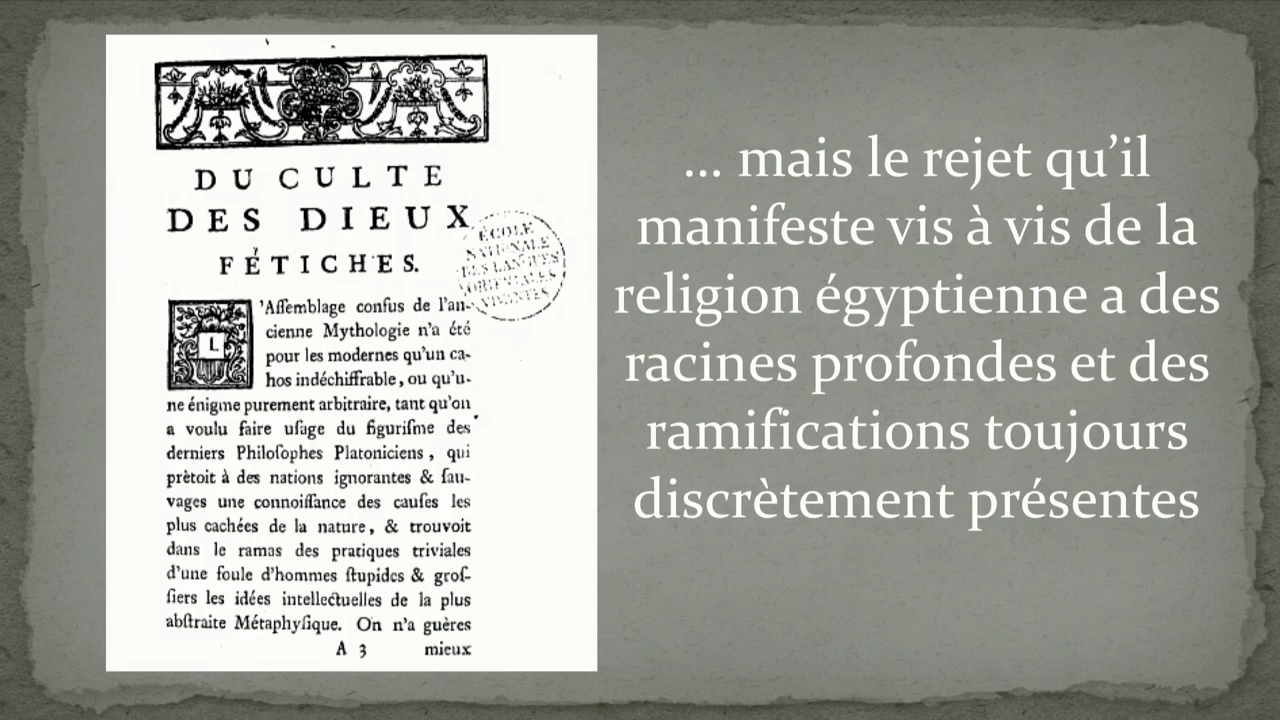 DU CULTE
DES DIEUX
FÉTICHES.
L'Aſſemblage confus de l'an-
cienne Mythologie n'a été
pour les modernes qu'un ca-
hos indéchiffrable, ou qu'u-
ne énigme purement arbitraire, tant qu'on
a voulu faire uſage du figuriſme des
derniers Philoſophes Platoniciens, qui
prètoit à des nations ignorantes & ſau-
vages une connoiſſance des cauſes les
plus cachées de la nature, & trouvoit
dans le ramas des pratiques triviales
d'une foule d'hommes ſtupides & groſ-
ſiers les idées intellectuelles de la plus
abſtraite Métaphyſique. On n'a guères
A 3 mieux
ÉCOLE
NATIONALE
DES LANGUES
ORIENTALES
VIVANTES
... mais le rejet qu'il
manifeste vis à vis de la
religion égyptienne a des
racines profondes et des
ramifications toujours
discrètement présentes